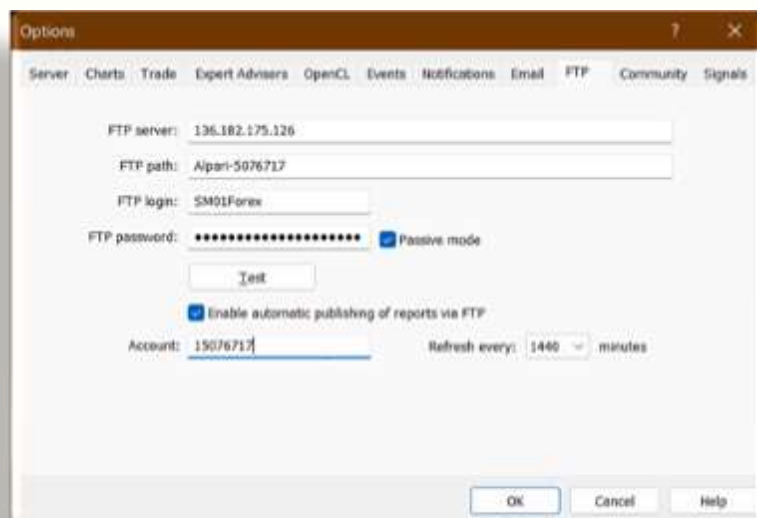 Options ? ×
Server Charts Trade Expert Advisors OpenCL Events Notifications Email FTP Community Signals
FTP server: 136.182.175.126
FTP path: Alpari-5076717
FTP login: SM01Forex
FTP password: ●●●●●●●●●●●●●●●●●●●● Passive mode
Test
Enable automatic publishing of reports via FTP
Account: 15076717 Refresh every: 1440 minutes
OK Cancel Help